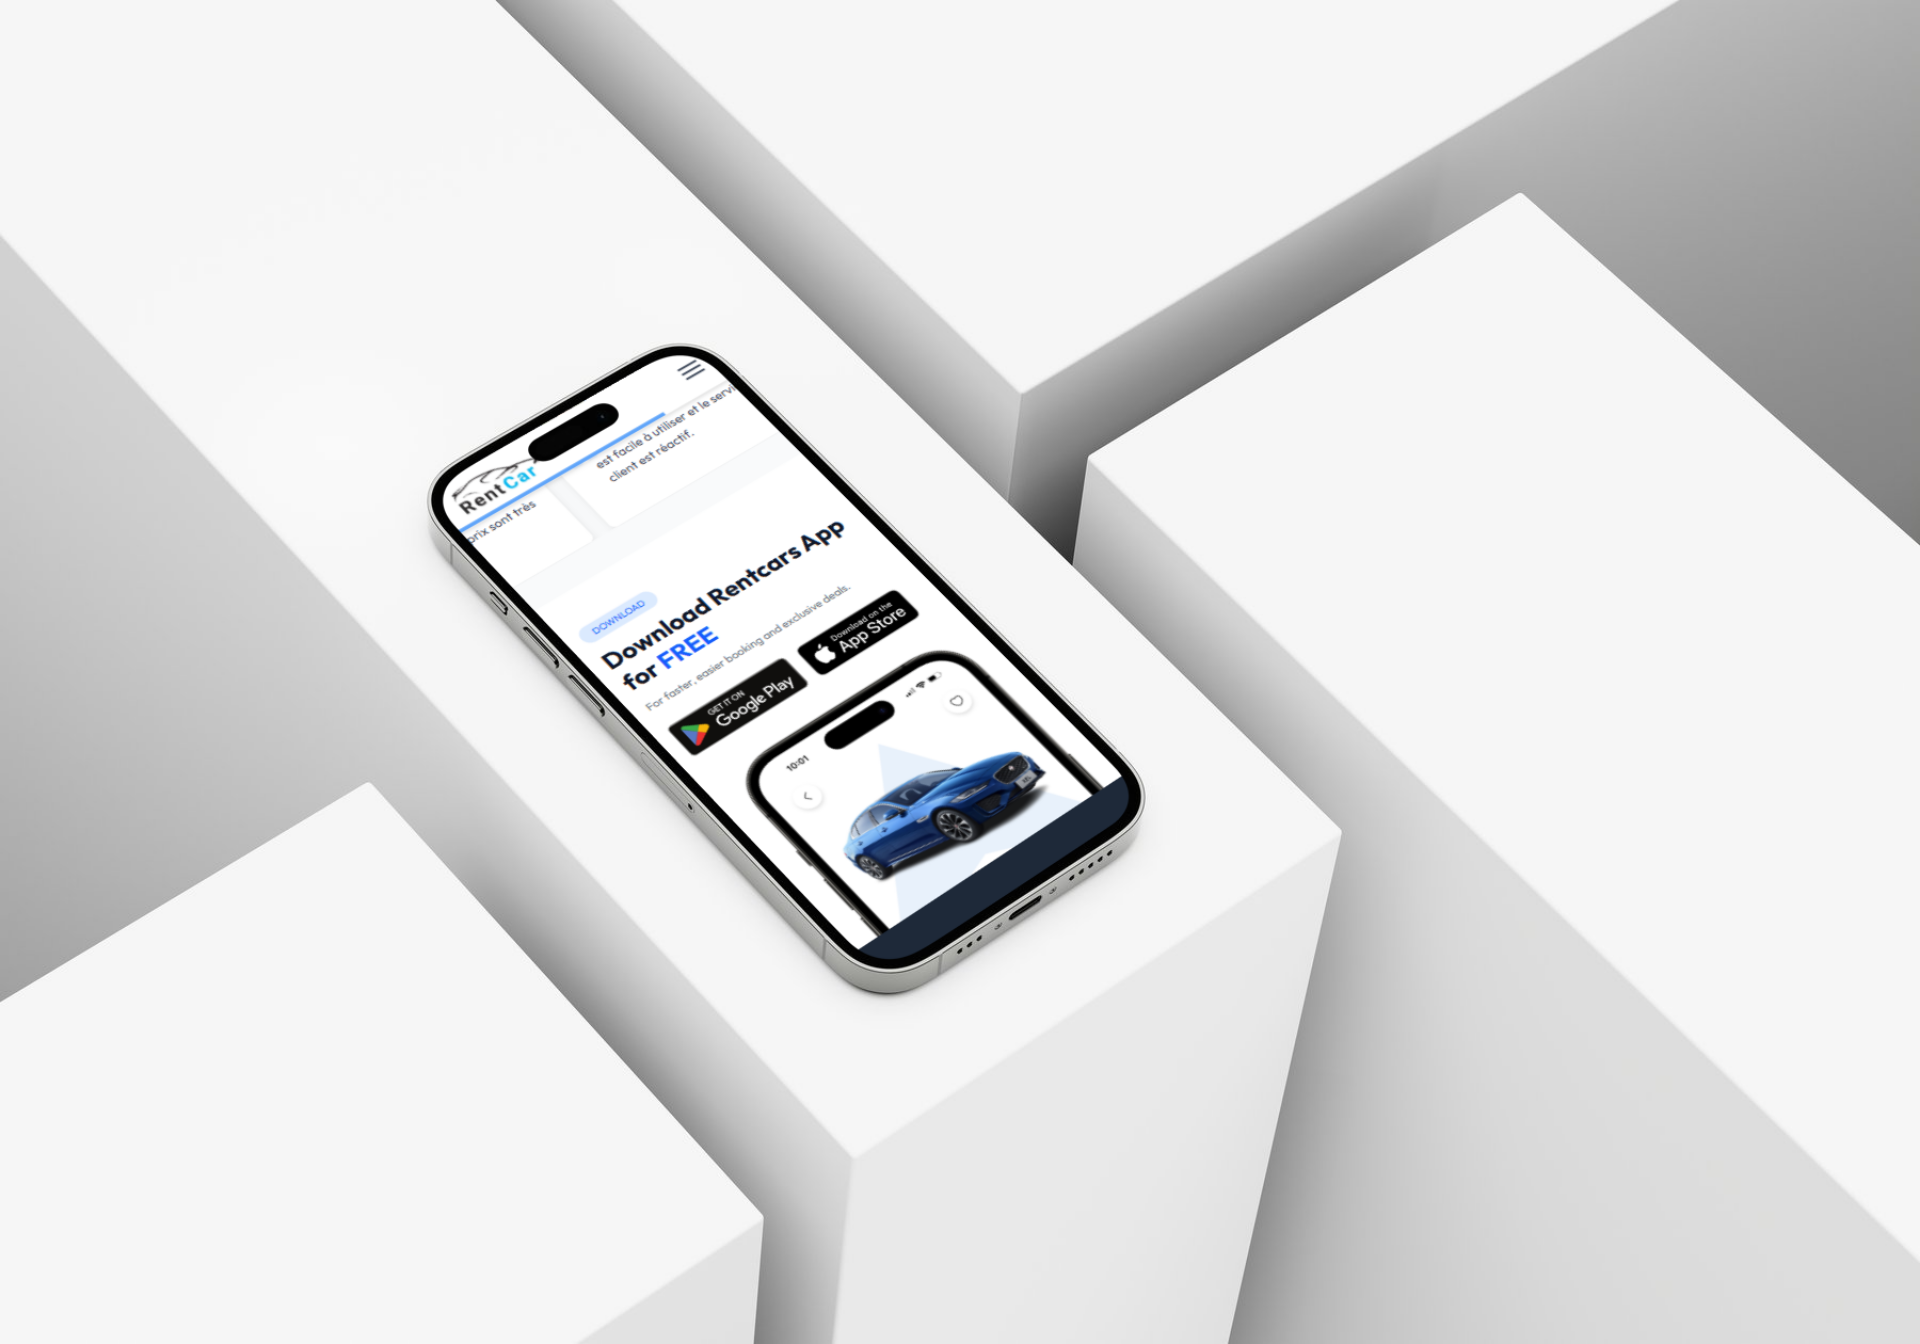 RentCar
prix sont très
est facile à utiliser et le servi
client est réactif.
DOWNLOAD
Download Rentcars App
for FREE
For faster, easier booking and exclusive deals.
GET IT ON
Google Play
Download on the
App Store
10:01